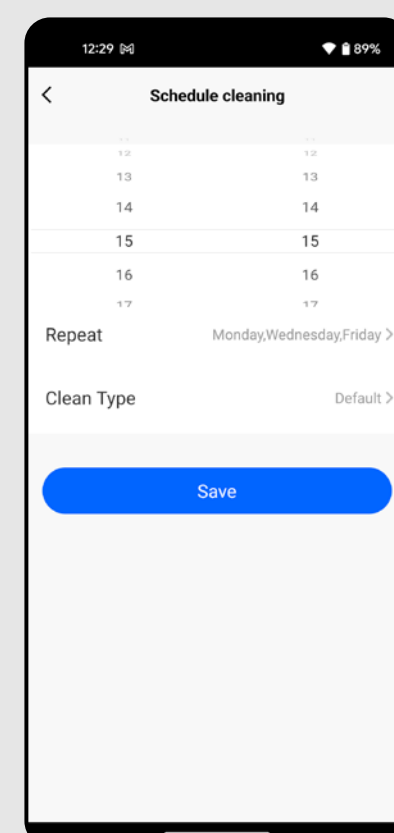 12:29 89%
Schedule cleaning
12 12
13 13
14 14
15 15
16 16
17 17
Repeat Monday,Wednesday,Friday >
Clean Type Default >
Save